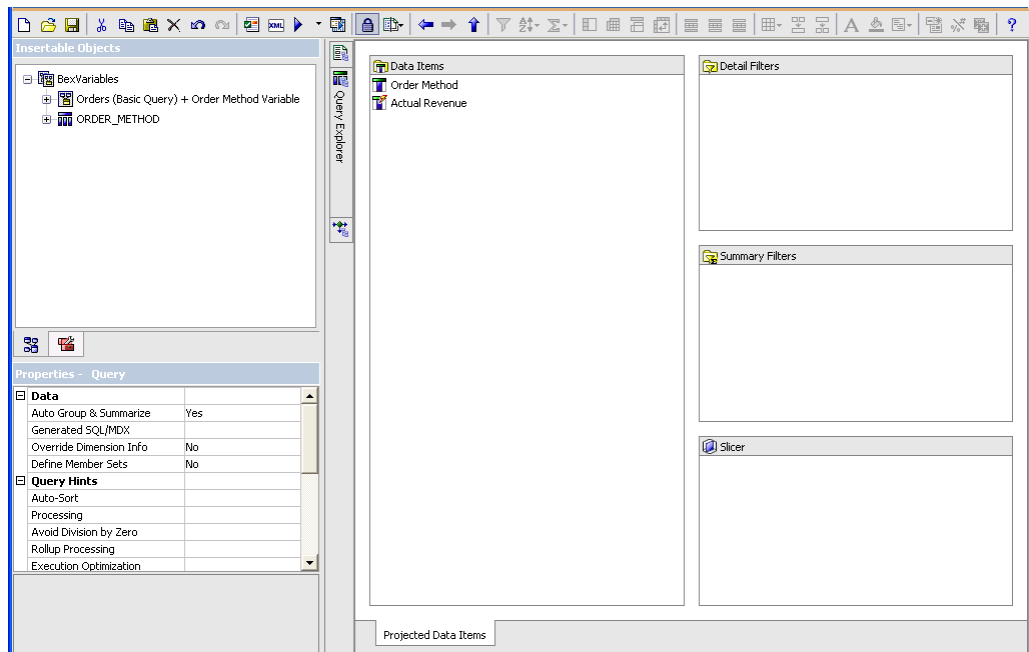 XML
?
Insertable Objects
BexVariables
Orders (Basic Query) + Order Method Variable
ORDER_METHOD
Properties - Query
Data
Auto Group & Summarize Yes
Generated SQL/MDX
Override Dimension Info No
Define Member Sets No
Query Hints
Auto-Sort
Processing
Avoid Division by Zero
Rollup Processing
Execution Optimization
Query Explorer
Data Items
Order Method
Actual Revenue
Detail Filters
Summary Filters
Slicer
Projected Data Items